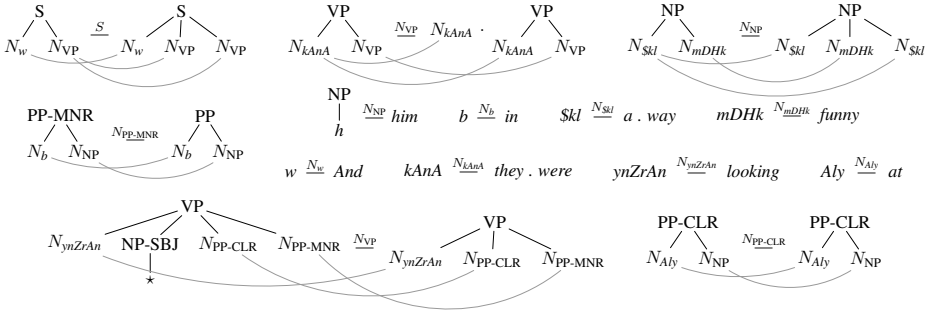 S S VP VP NP NP
S
N_w N_VP N_w N_VP N_VP N_kAnA N_VP N_VP N_kAnA . N_kAnA N_VP N_$kl N_mDHk N_NP N_$kl N_mDHk N_$kl
PP-MNR PP NP
N_b N_NP N_PP-MNR N_b N_NP h N_NP him b N_b in $kl N_$kl a . way mDHk N_mDHk funny
w N_w And kAnA N_kAnA they . were ynZrAn N_ynZrAn looking Aly N_Aly at
VP VP PP-CLR PP-CLR
N_ynZrAn NP-SBJ N_PP-CLR N_PP-MNR N_VP N_ynZrAn N_PP-CLR N_PP-MNR N_Aly N_NP N_PP-CLR N_Aly N_NP
⋆